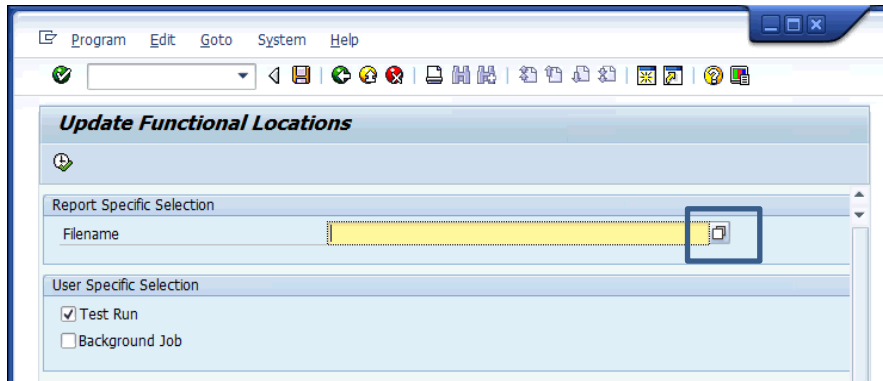 Program Edit Goto System Help
Update Functional Locations
Report Specific Selection
Filename
User Specific Selection
Test Run
Background Job